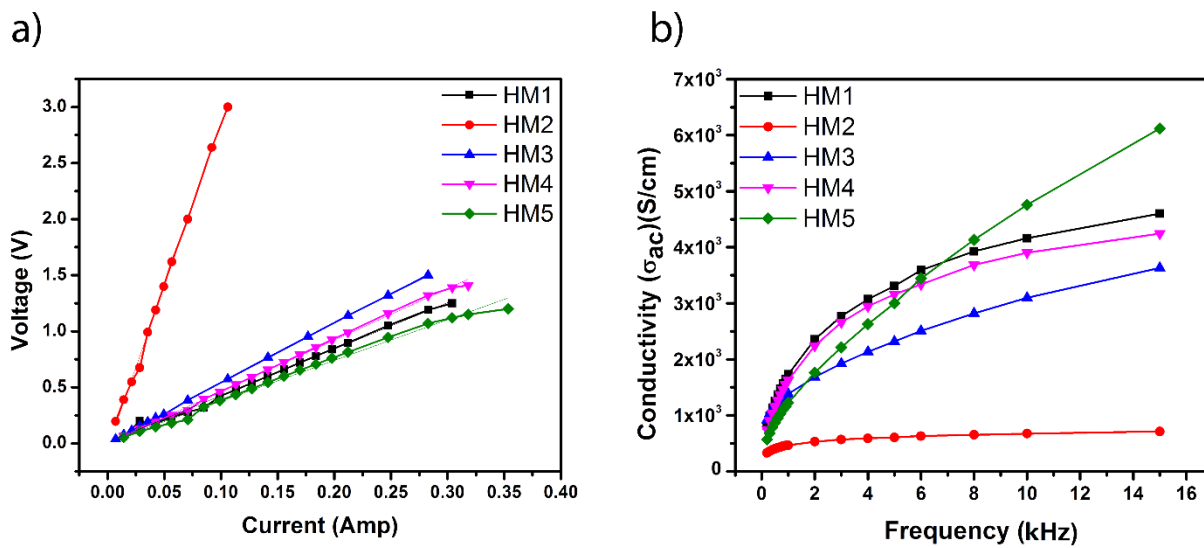 a)
Voltage (V)
3.0
2.5
2.0
1.5
1.0
0.5
0.0
HM1
HM2
HM3
HM4
HM5
0.00 0.05 0.10 0.15 0.20 0.25 0.30 0.35 0.40
Current (Amp)
b)
Conductivity (σac)(S/cm)
7x10³
6x10³
5x10³
4x10³
3x10³
2x10³
1x10³
0
HM1
HM2
HM3
HM4
HM5
0 2 4 6 8 10 12 14 16
Frequency (kHz)